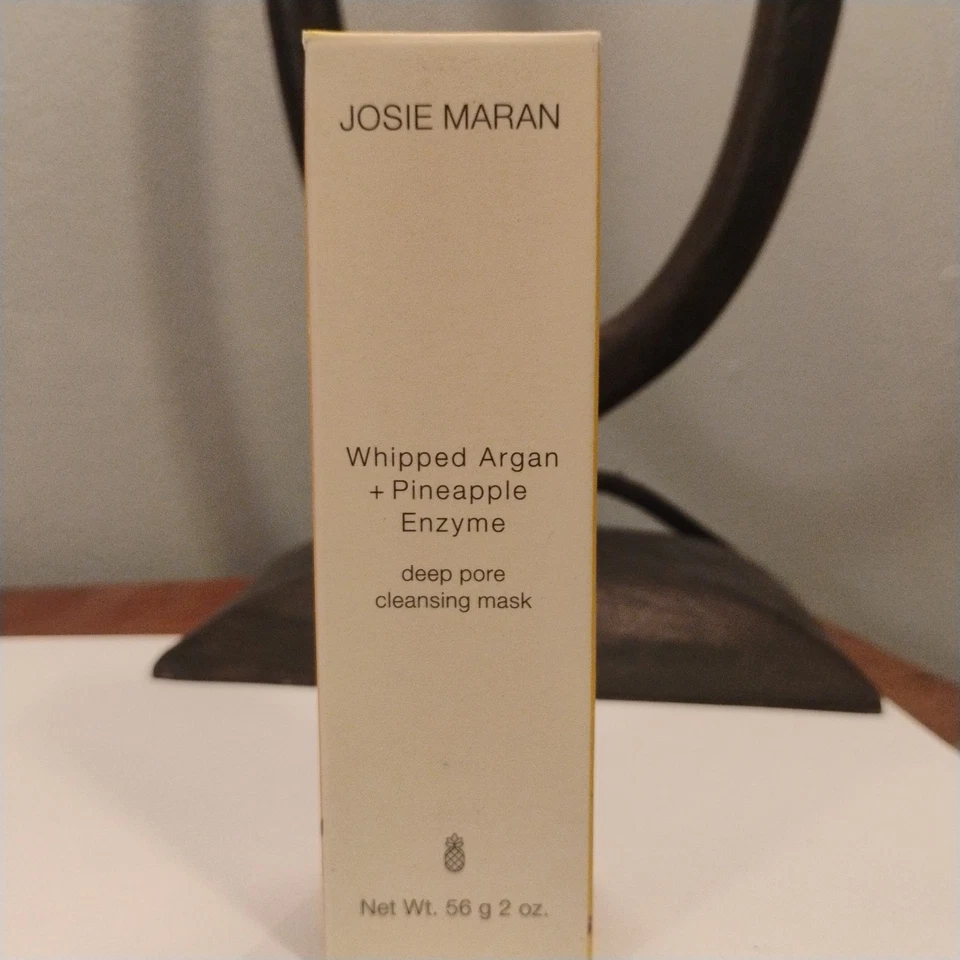 JOSIE MARAN
Whipped Argan
+ Pineapple
Enzyme
deep pore
cleansing mask
Net Wt. 56 g 2 oz.